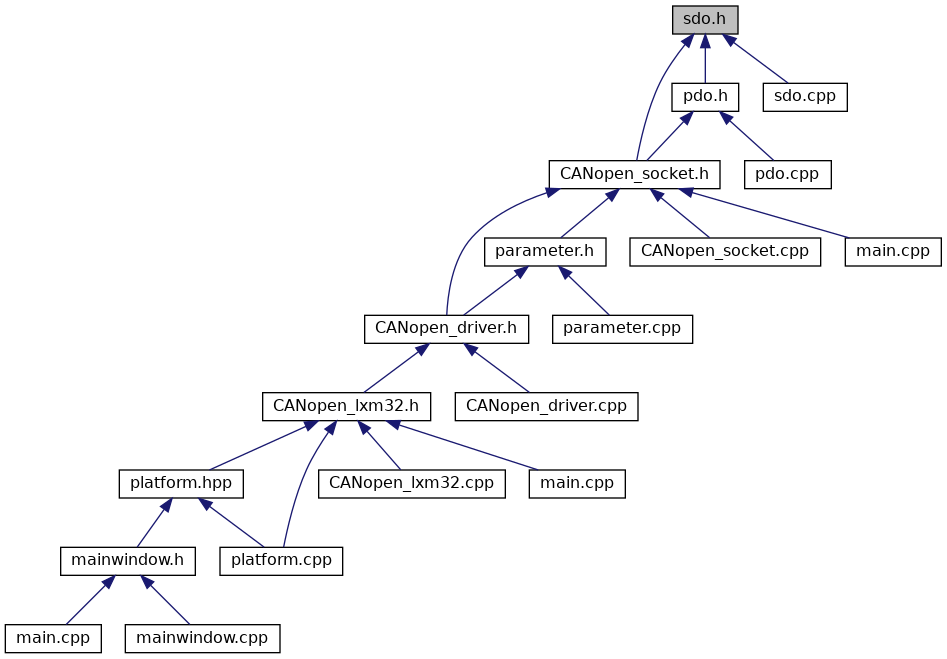 sdo.h
pdo.h
sdo.cpp
CANopen_socket.h
pdo.cpp
parameter.h
CANopen_socket.cpp
main.cpp
CANopen_driver.h
parameter.cpp
CANopen_lxm32.h
CANopen_driver.cpp
platform.hpp
CANopen_lxm32.cpp
main.cpp
mainwindow.h
platform.cpp
main.cpp
mainwindow.cpp